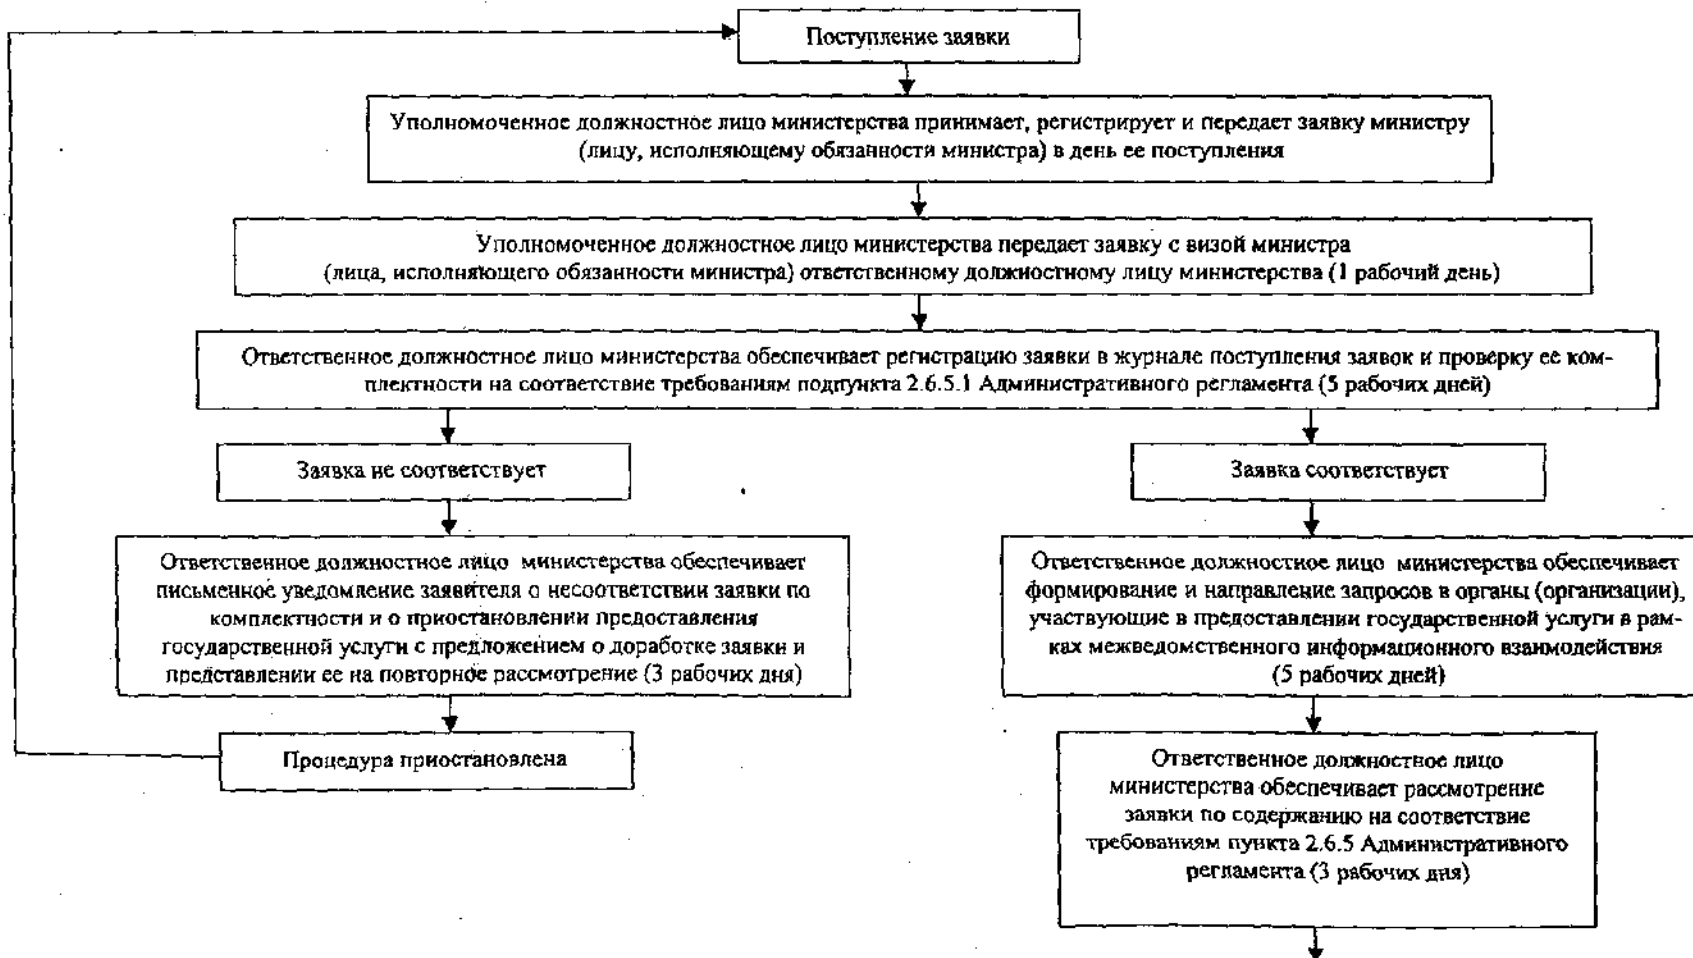 Поступление заявки
Уполномоченное должностное лицо министерства принимает, регистрирует и передает заявку министру
(лицу, исполняющему обязанности министра) в день ее поступления
Уполномоченное должностное лицо министерства передает заявку с визой министра
(лица, исполняющего обязанности министра) ответственному должностному лицу министерства (1 рабочий день)
Ответственное должностное лицо министерства обеспечивает регистрацию заявки в журнале поступления заявок и проверку ее ком-
плектности на соответствие требованиям подпункта 2.6.5.1 Административного регламента (5 рабочих дней)
Заявка не соответствует
Ответственное должностное лицо министерства обеспечивает
письменное уведомление заявителя о несоответствии заявки по
комплектности и о приостановлении предоставления
государственной услуги с предложением о доработке заявки и
представлении ее на повторное рассмотрение (3 рабочих дня)
Процедура приостановлена
Заявка соответствует
Ответственное должностное лицо министерства обеспечивает
формирование и направление запросов в органы (организации),
участвующие в предоставлении государственной услуги в рам-
ках межведомственного информационного взаимодействия
(5 рабочих дней)
Ответственное должностное лицо
министерства обеспечивает рассмотрение
заявки по содержанию на соответствие
требованиям пункта 2.6.5 Административного
регламента (3 рабочих дня)